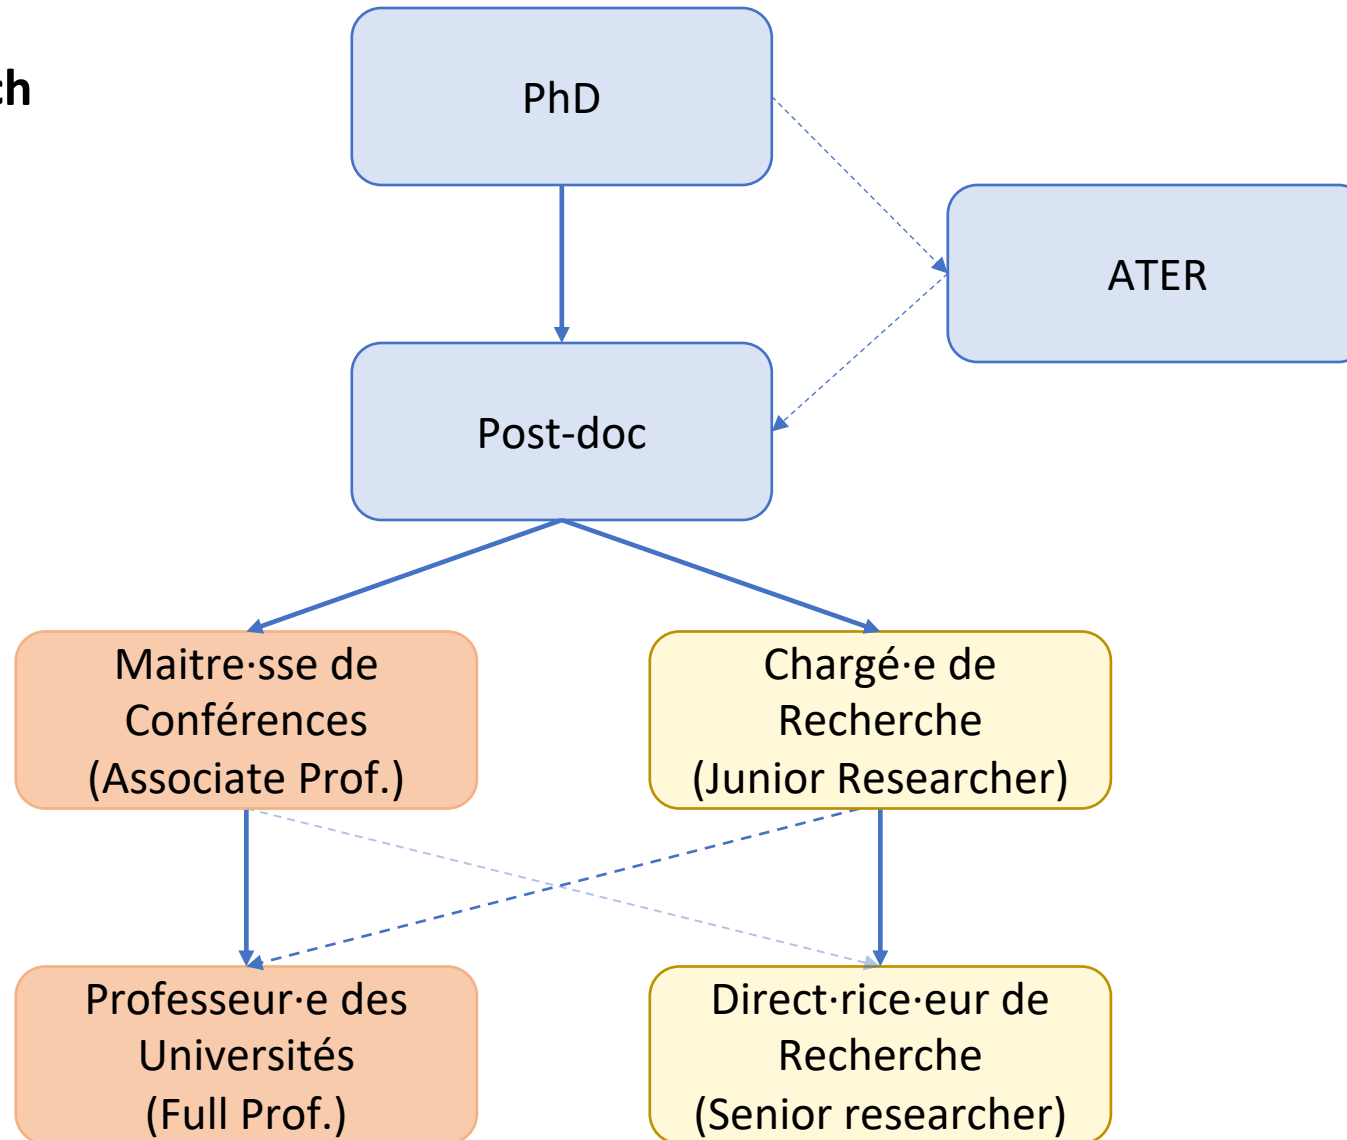 PhD
ATER
Post-doc
Maitre·sse de
Conférences
(Associate Prof.)
Chargé·e de
Recherche
(Junior Researcher)
Professeur·e des
Universités
(Full Prof.)
Direct·rice·eur de
Recherche
(Senior researcher)